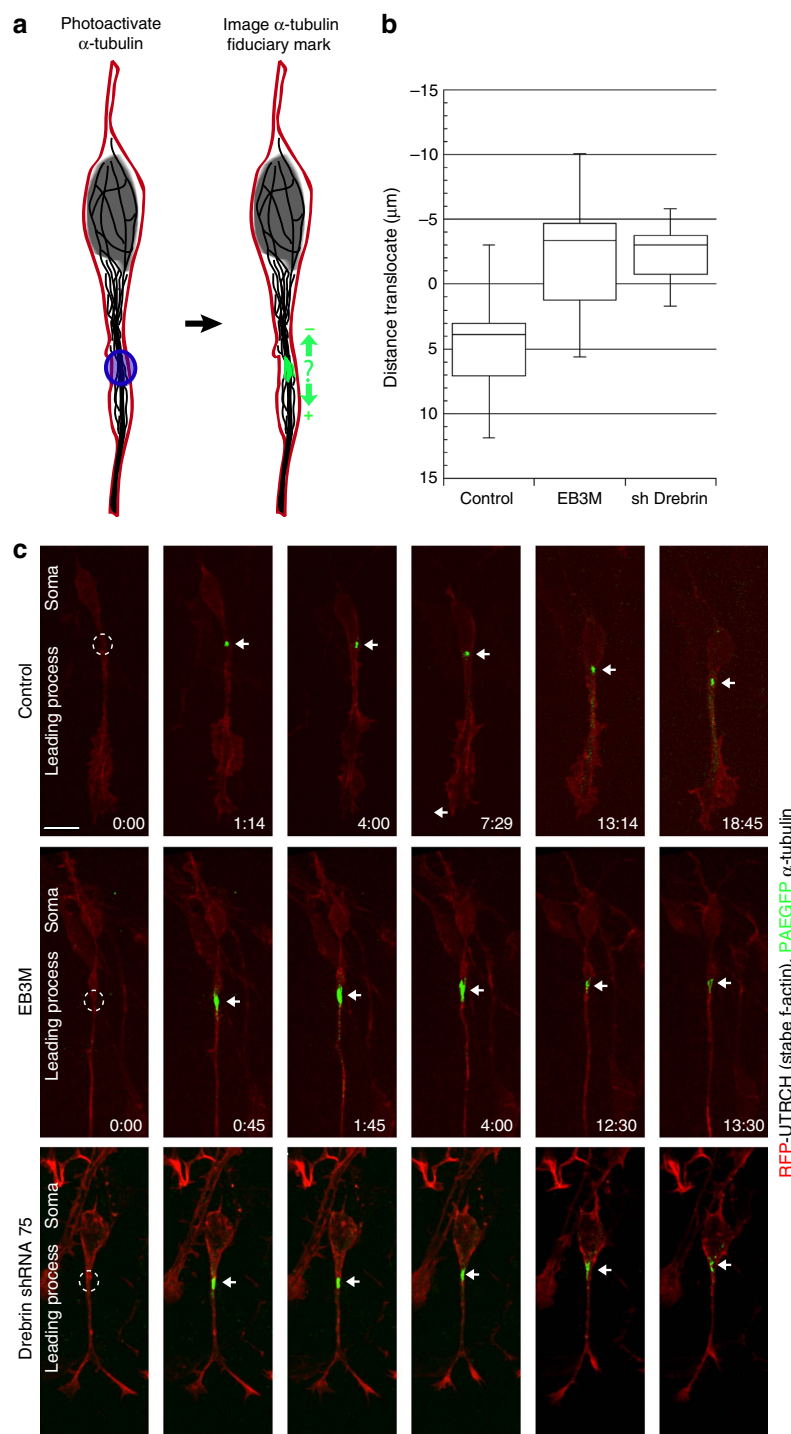 a
Photoactivate
α-tubulin
Image α-tubulin
fiduciary mark
–
?
+
b
Distance translocate (μm)
–15
–10
–5
0
5
10
15
Control
EB3M
sh Drebrin
c
Control
Leading process
Soma
0:00
1:14
4:00
7:29
13:14
18:45
EB3M
Leading process
Soma
0:00
0:45
1:45
4:00
12:30
13:30
Drebrin shRNA 75
Leading process
Soma
RFP-UTRCH (stabe f-actin), PAEGFP α-tubulin